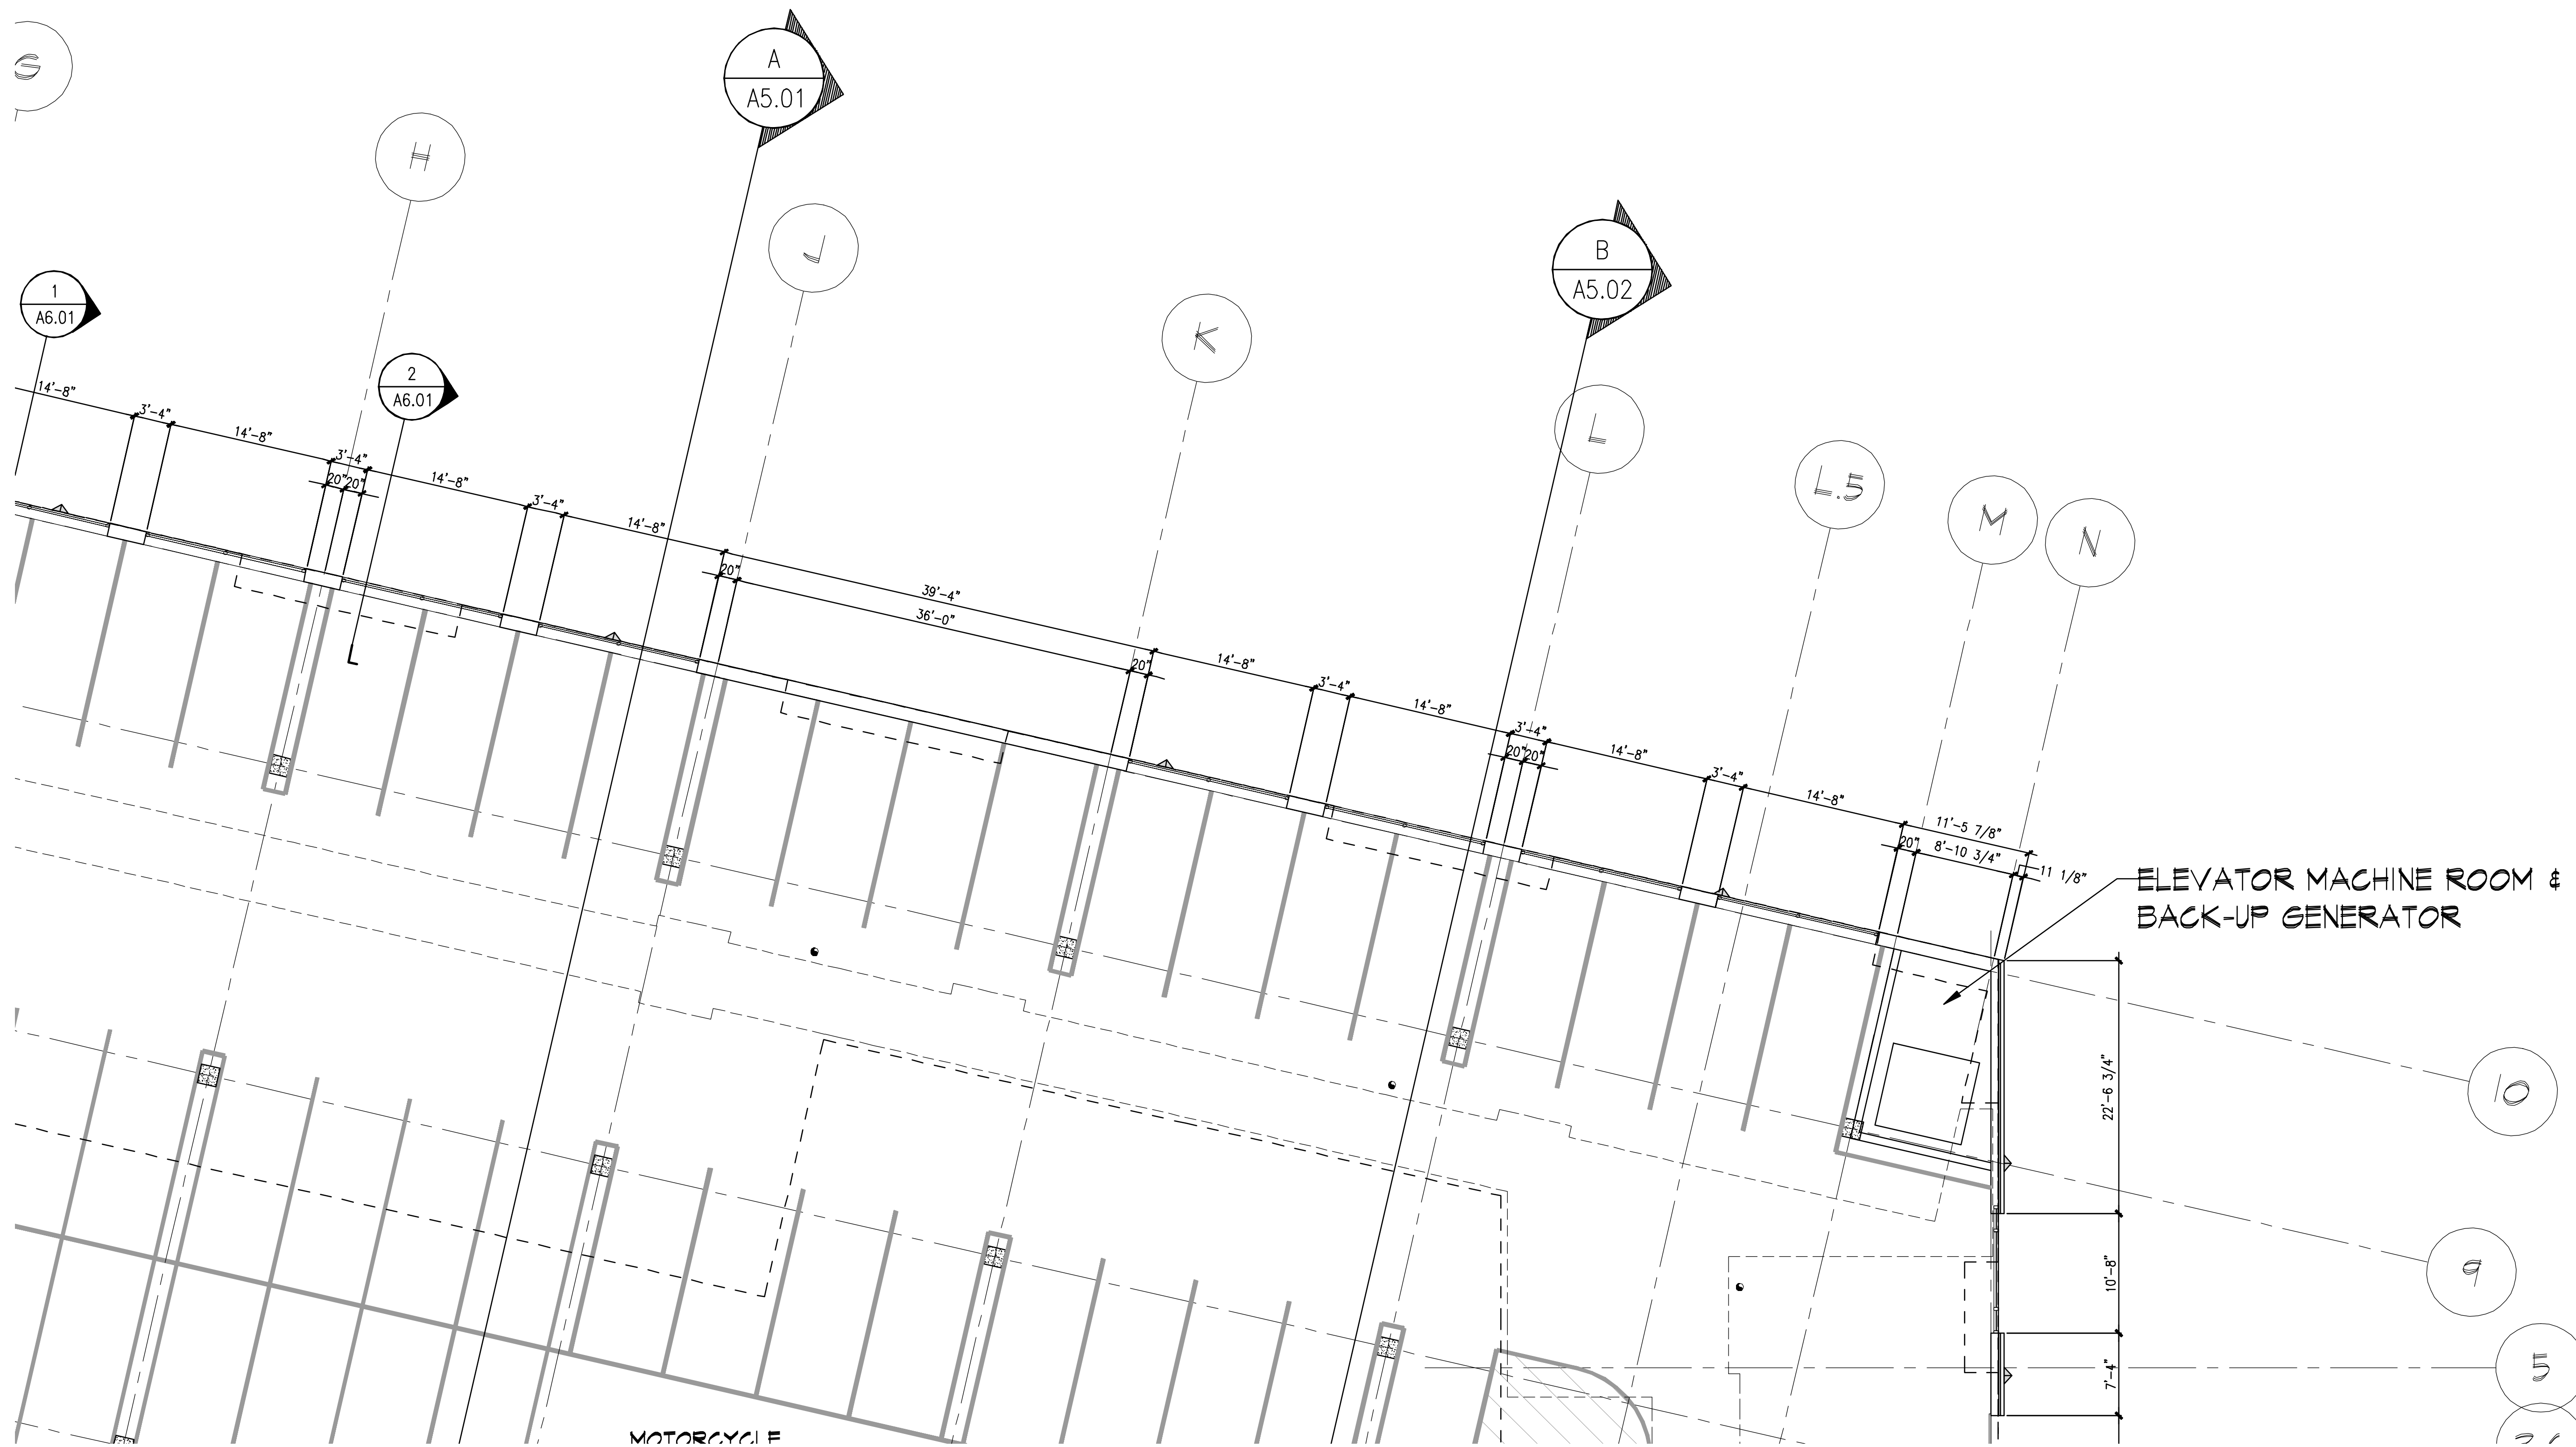 G
A
A5.01
H
J
B
A5.02
1
A6.01
K
2
A6.01
L
L.5
M
N
14'-8"
3'-4"
14'-8"
3'-4"
20" 20"
14'-8"
3'-4"
14'-8"
20"
39'-4"
36'-0"
20"
14'-8"
3'-4"
14'-8"
3'-4"
20" 20"
14'-8"
3'-4"
14'-8"
11'-5 7/8"
20"
8'-10 3/4"
11 1/8"
ELEVATOR MACHINE ROOM &
BACK-UP GENERATOR
22'-6 3/4"
10
9
10'-8"
5
7'-4"
MOTORCYCLE